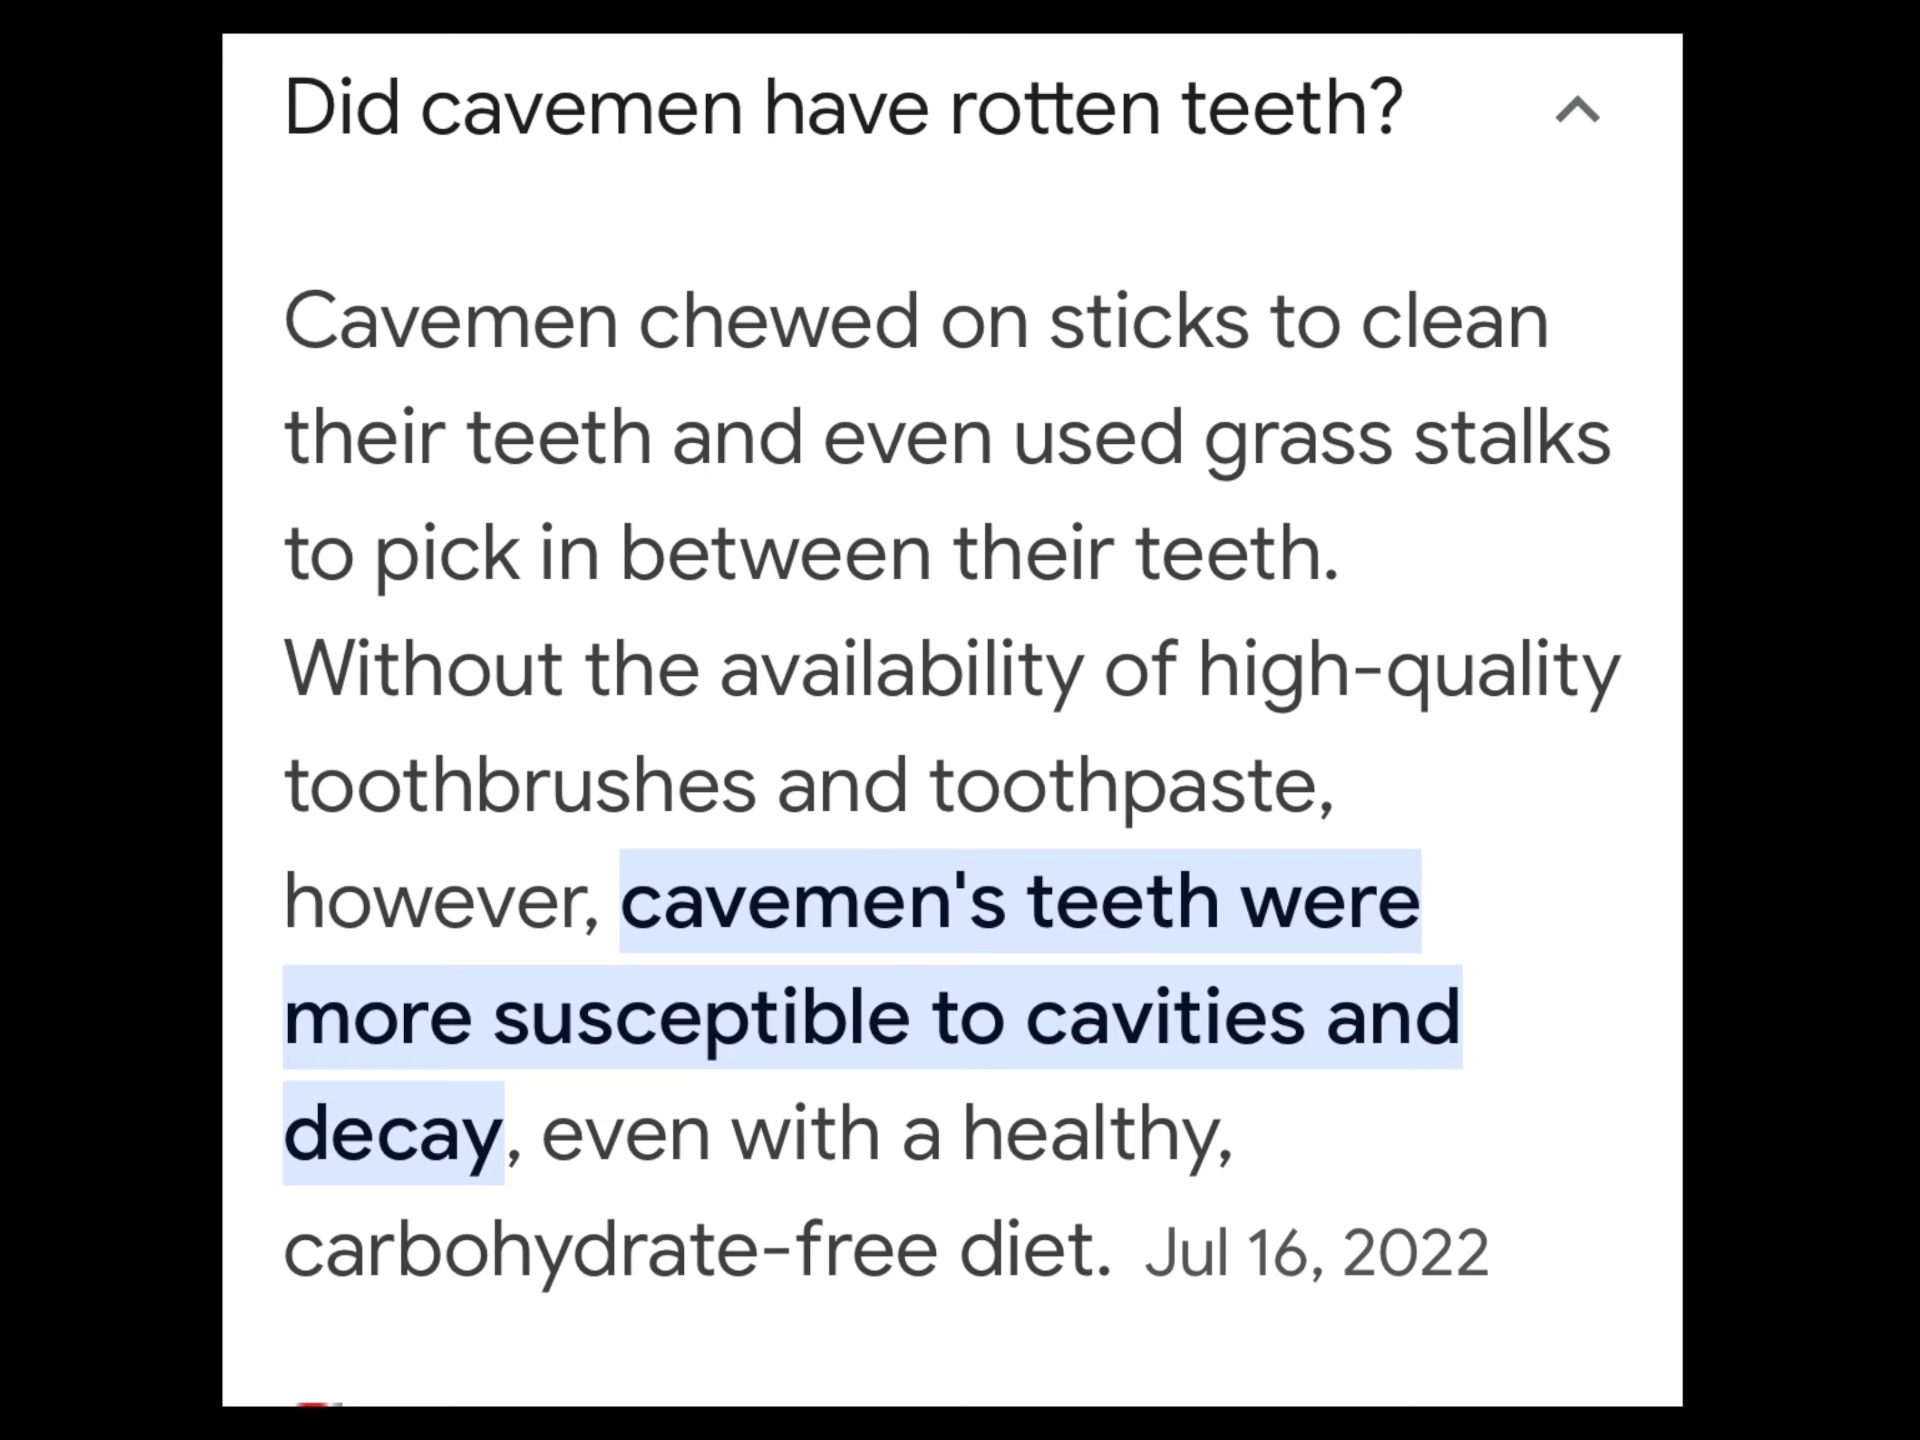 Did cavemen have rotten teeth?
Cavemen chewed on sticks to clean
their teeth and even used grass stalks
to pick in between their teeth.
Without the availability of high-quality
toothbrushes and toothpaste,
however, cavemen's teeth were
more susceptible to cavities and
decay, even with a healthy,
carbohydrate-free diet. Jul 16, 2022